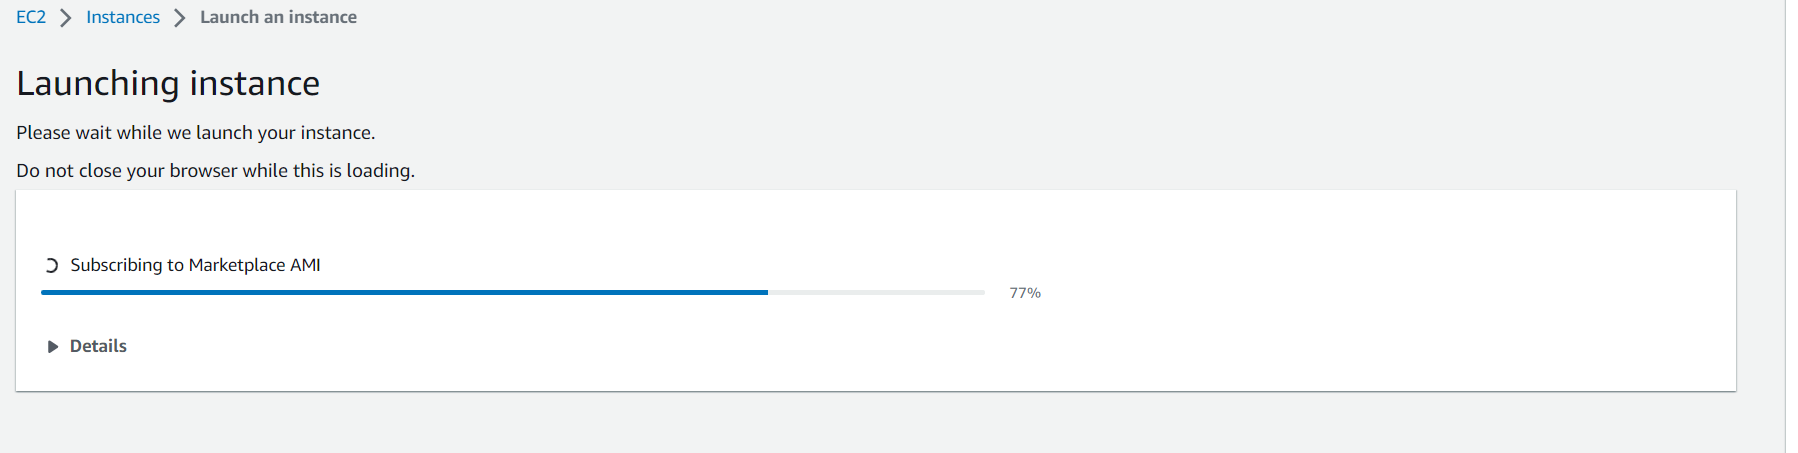 EC2 Instances Launch an instance
Launching instance
Please wait while we launch your instance.
Do not close your browser while this is loading.
Subscribing to Marketplace AMI
77%
Details